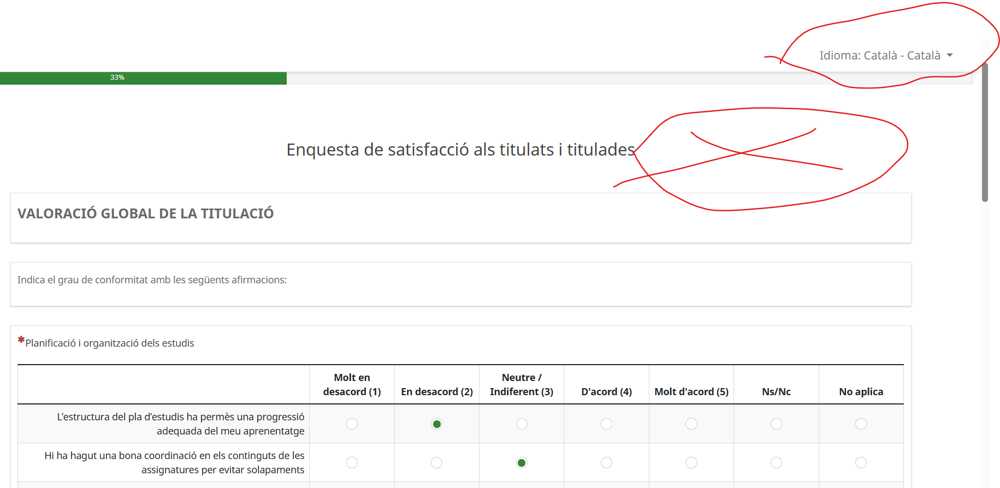 Idioma: Català - Català
33%
Enquesta de satisfacció als titulats i titulades
VALORACIÓ GLOBAL DE LA TITULACIÓ
Indica el grau de conformitat amb les següents afirmacions:
*Planificació i organització dels estudis
Molt en
desacord (1)
En desacord (2)
Neutre /
Indiferent (3)
D'acord (4)
Molt d'acord (5)
Ns/Nc
No aplica
L’estructura del pla d’estudis ha permès una progressió
adequada del meu aprenentatge
Hi ha hagut una bona coordinació en els continguts de les
assignatures per evitar solapaments